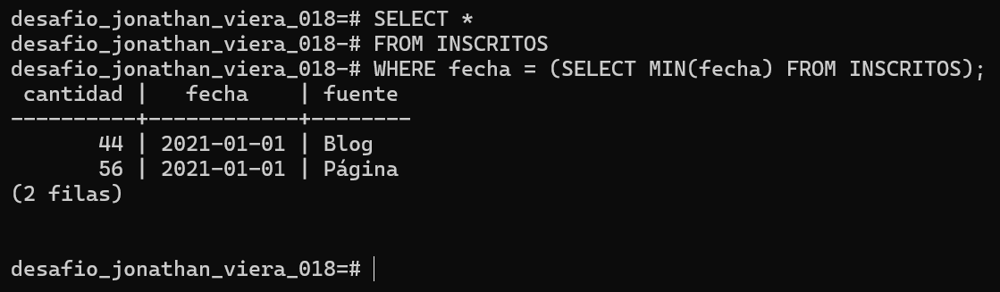 desafio_jonathan_viera_018=# SELECT *
desafio_jonathan_viera_018-# FROM INSCRITOS
desafio_jonathan_viera_018-# WHERE fecha = (SELECT MIN(fecha) FROM INSCRITOS);
 cantidad |   fecha    | fuente
----------+------------+--------
       44 | 2021-01-01 | Blog
       56 | 2021-01-01 | Página
(2 filas)
desafio_jonathan_viera_018=#